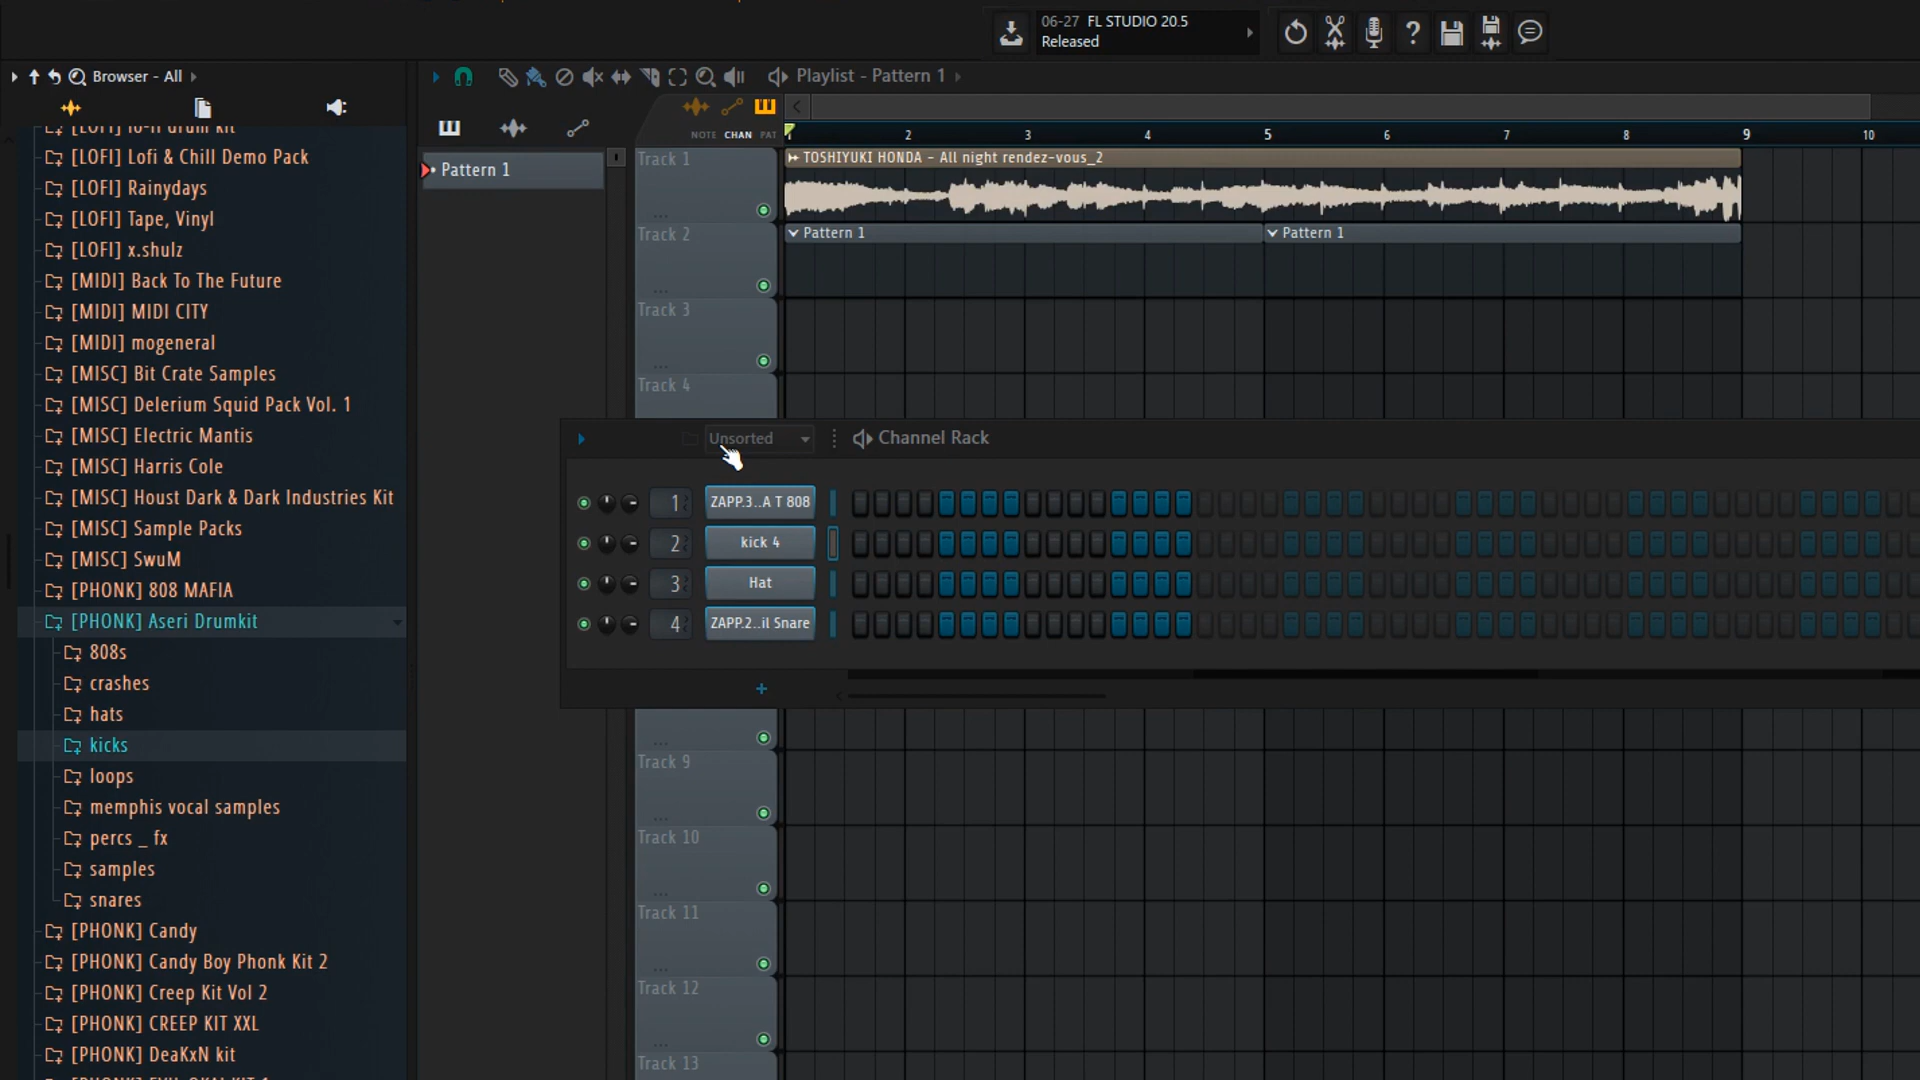 06-27 FL STUDIO 20.5
Released
Browser - All
Playlist - Pattern 1
NOTE CHAN PAT
2 3 4 5 6 7 8 9 10
[LOFI] lo-fi drum kit
[LOFI] Lofi & Chill Demo Pack
[LOFI] Rainydays
[LOFI] Tape, Vinyl
[LOFI] x.shulz
[MIDI] Back To The Future
[MIDI] MIDI CITY
[MIDI] mogeneral
[MISC] Bit Crate Samples
[MISC] Delerium Squid Pack Vol. 1
[MISC] Electric Mantis
[MISC] Harris Cole
[MISC] Houst Dark & Dark Industries Kit
[MISC] Sample Packs
[MISC] SwuM
[PHONK] 808 MAFIA
[PHONK] Aseri Drumkit
808s
crashes
hats
kicks
loops
memphis vocal samples
percs _ fx
samples
snares
[PHONK] Candy
[PHONK] Candy Boy Phonk Kit 2
[PHONK] Creep Kit Vol 2
[PHONK] CREEP KIT XXL
[PHONK] DeaKxN kit
Pattern 1
Track 1
TOSHIYUKI HONDA - All night rendez-vous_2
Track 2
Pattern 1
Pattern 1
Track 3
Track 4
Unsorted
Channel Rack
1 ZAPP.3..A T 808
2 kick 4
3 Hat
4 ZAPP.2..il Snare
Track 9
Track 10
Track 11
Track 12
Track 13